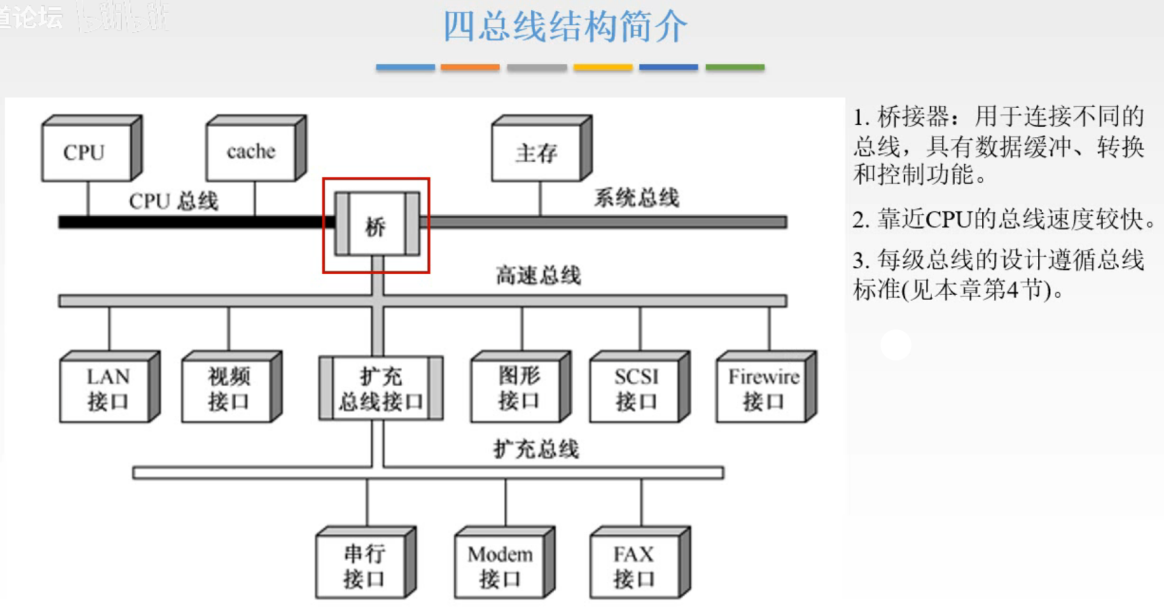 道论坛
四总线结构简介
CPU
cache
主存
CPU 总线
桥
系统总线
高速总线
LAN
接口
视频
接口
扩充
总线接口
图形
接口
SCSI
接口
Firewire
接口
扩充总线
串行
接口
Modem
接口
FAX
接口
1. 桥接器：用于连接不同的
总线，具有数据缓冲、转换
和控制功能。
2. 靠近CPU的总线速度较快。
3. 每级总线的设计遵循总线
标准(见本章第4节)。